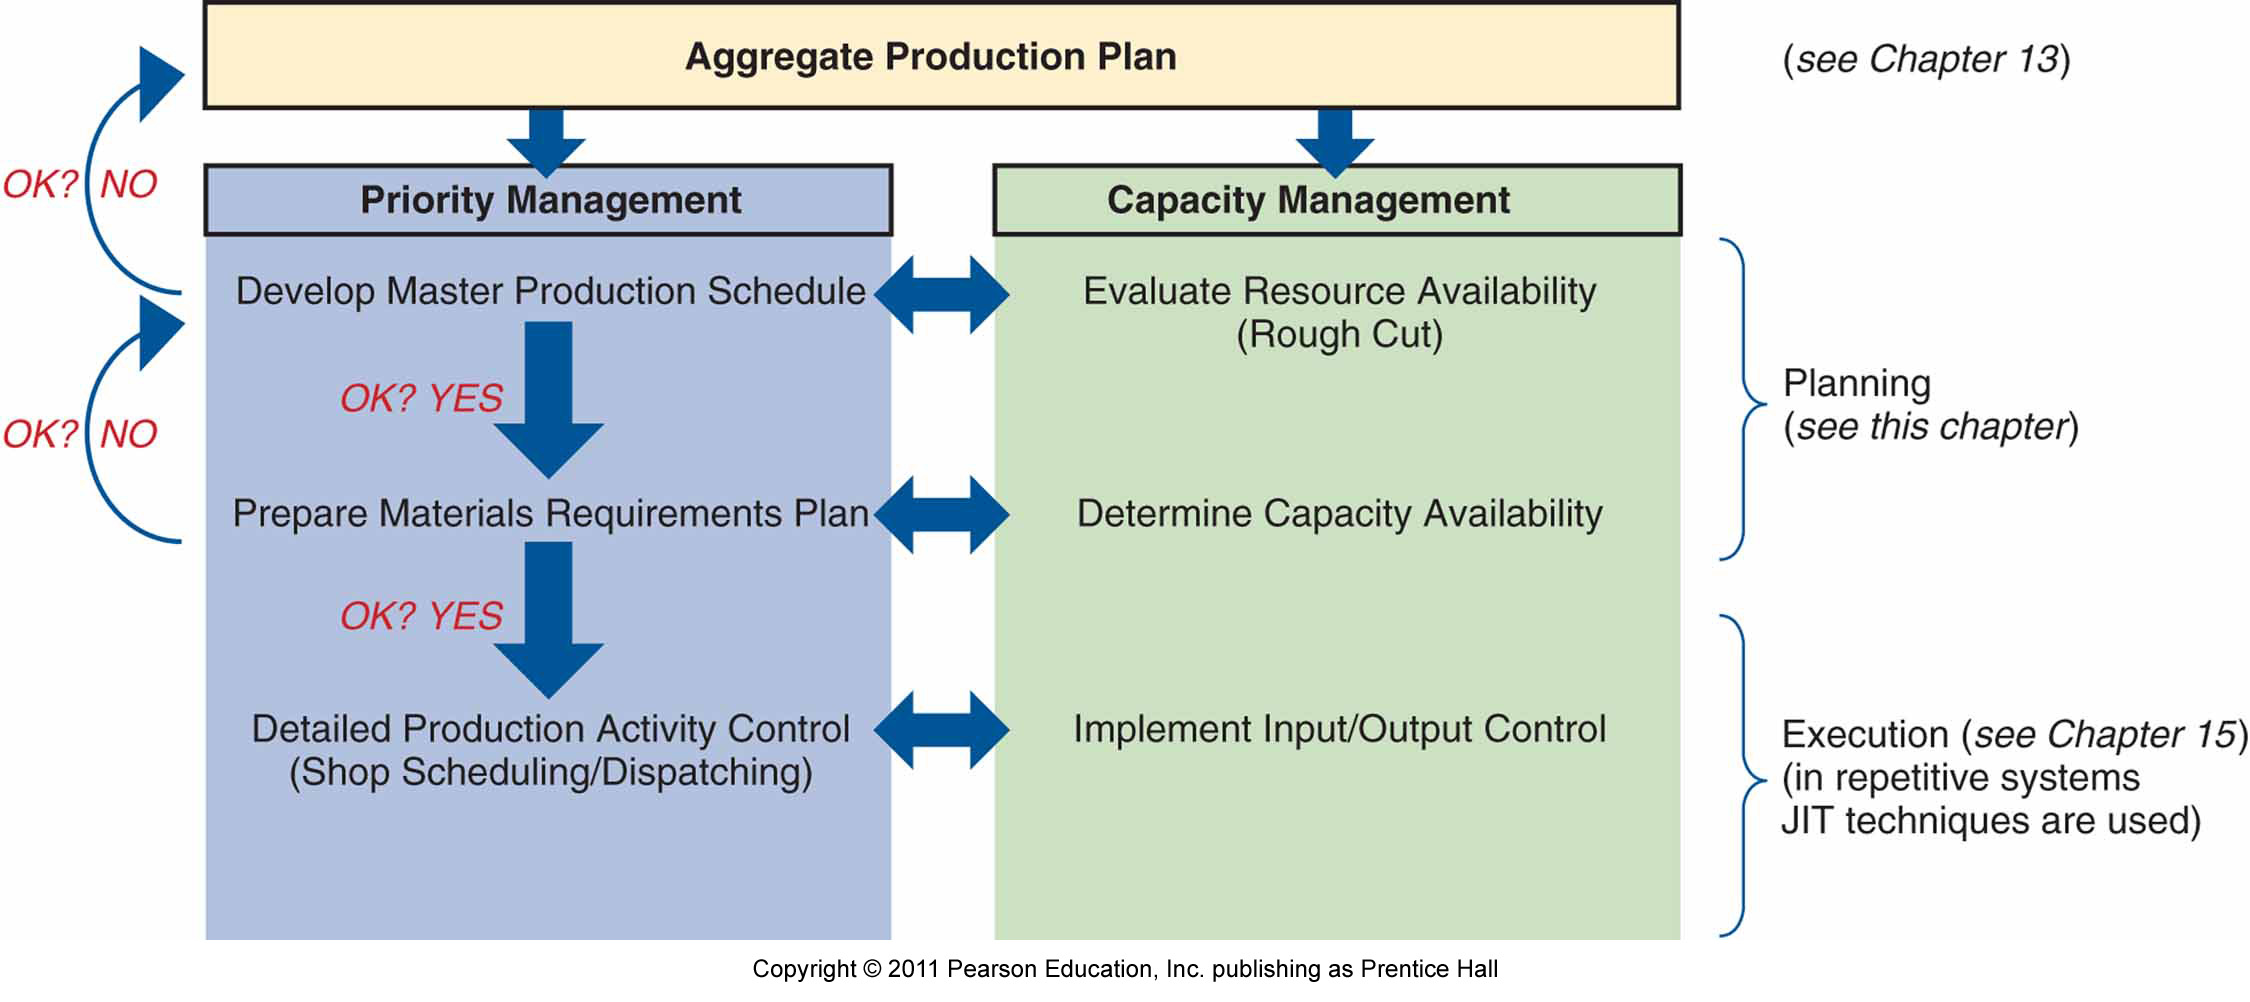 Aggregate Production Plan
(see Chapter 13)
OK? NO
Priority Management
Capacity Management
Develop Master Production Schedule
Evaluate Resource Availability
(Rough Cut)
OK? YES
Planning
(see this chapter)
OK? NO
Prepare Materials Requirements Plan
Determine Capacity Availability
OK? YES
Detailed Production Activity Control
(Shop Scheduling/Dispatching)
Implement Input/Output Control
Execution (see Chapter 15)
(in repetitive systems
JIT techniques are used)
Copyright © 2011 Pearson Education, Inc. publishing as Prentice Hall